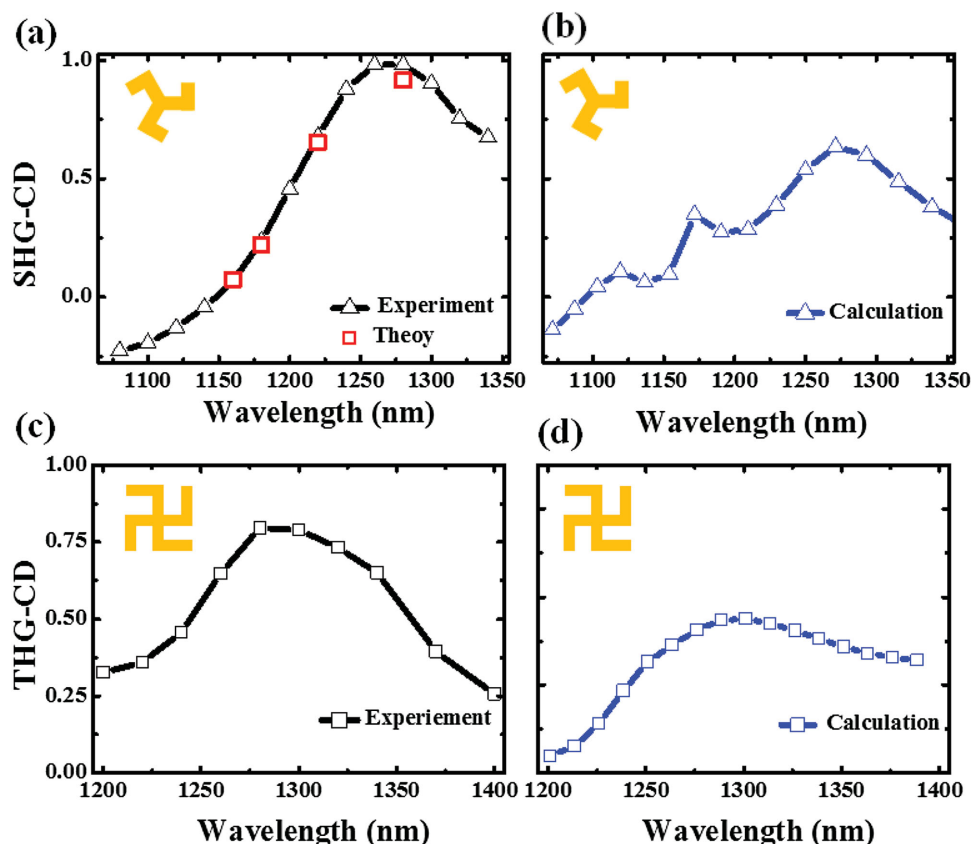 (a)
(b)
SHG-CD
1.0
0.5
0.0
Experiment
Theoy
Calculation
1100 1150 1200 1250 1300 1350
1100 1150 1200 1250 1300 1350
Wavelength (nm)
Wavelength (nm)
(c)
(d)
THG-CD
1.00
0.75
0.50
0.25
0.00
Experiement
Calculation
1200 1250 1300 1350 1400
1200 1250 1300 1350 1400
Wavelength (nm)
Wavelength (nm)